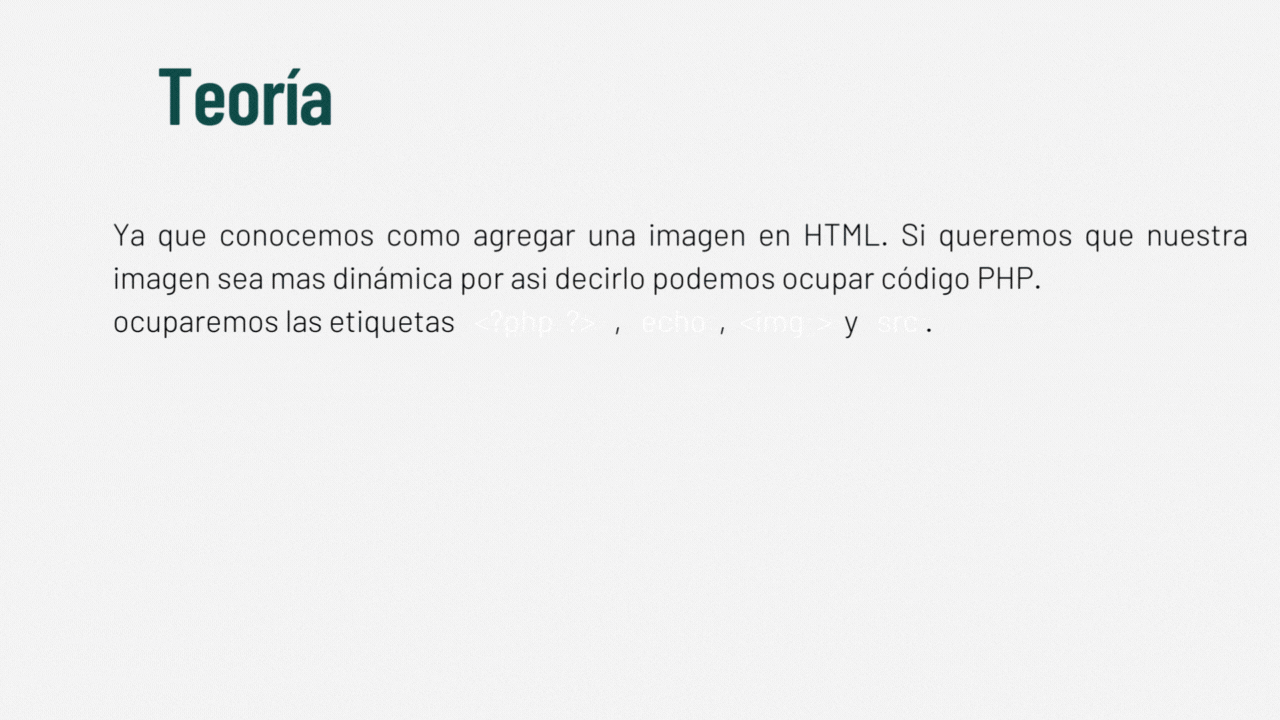 Teoría
Ya que conocemos como agregar una imagen en HTML. Si queremos que nuestra
imagen sea mas dinámica por asi decirlo podemos ocupar código PHP.
ocuparemos las etiquetas <?php ?> , echo , <img > y src .